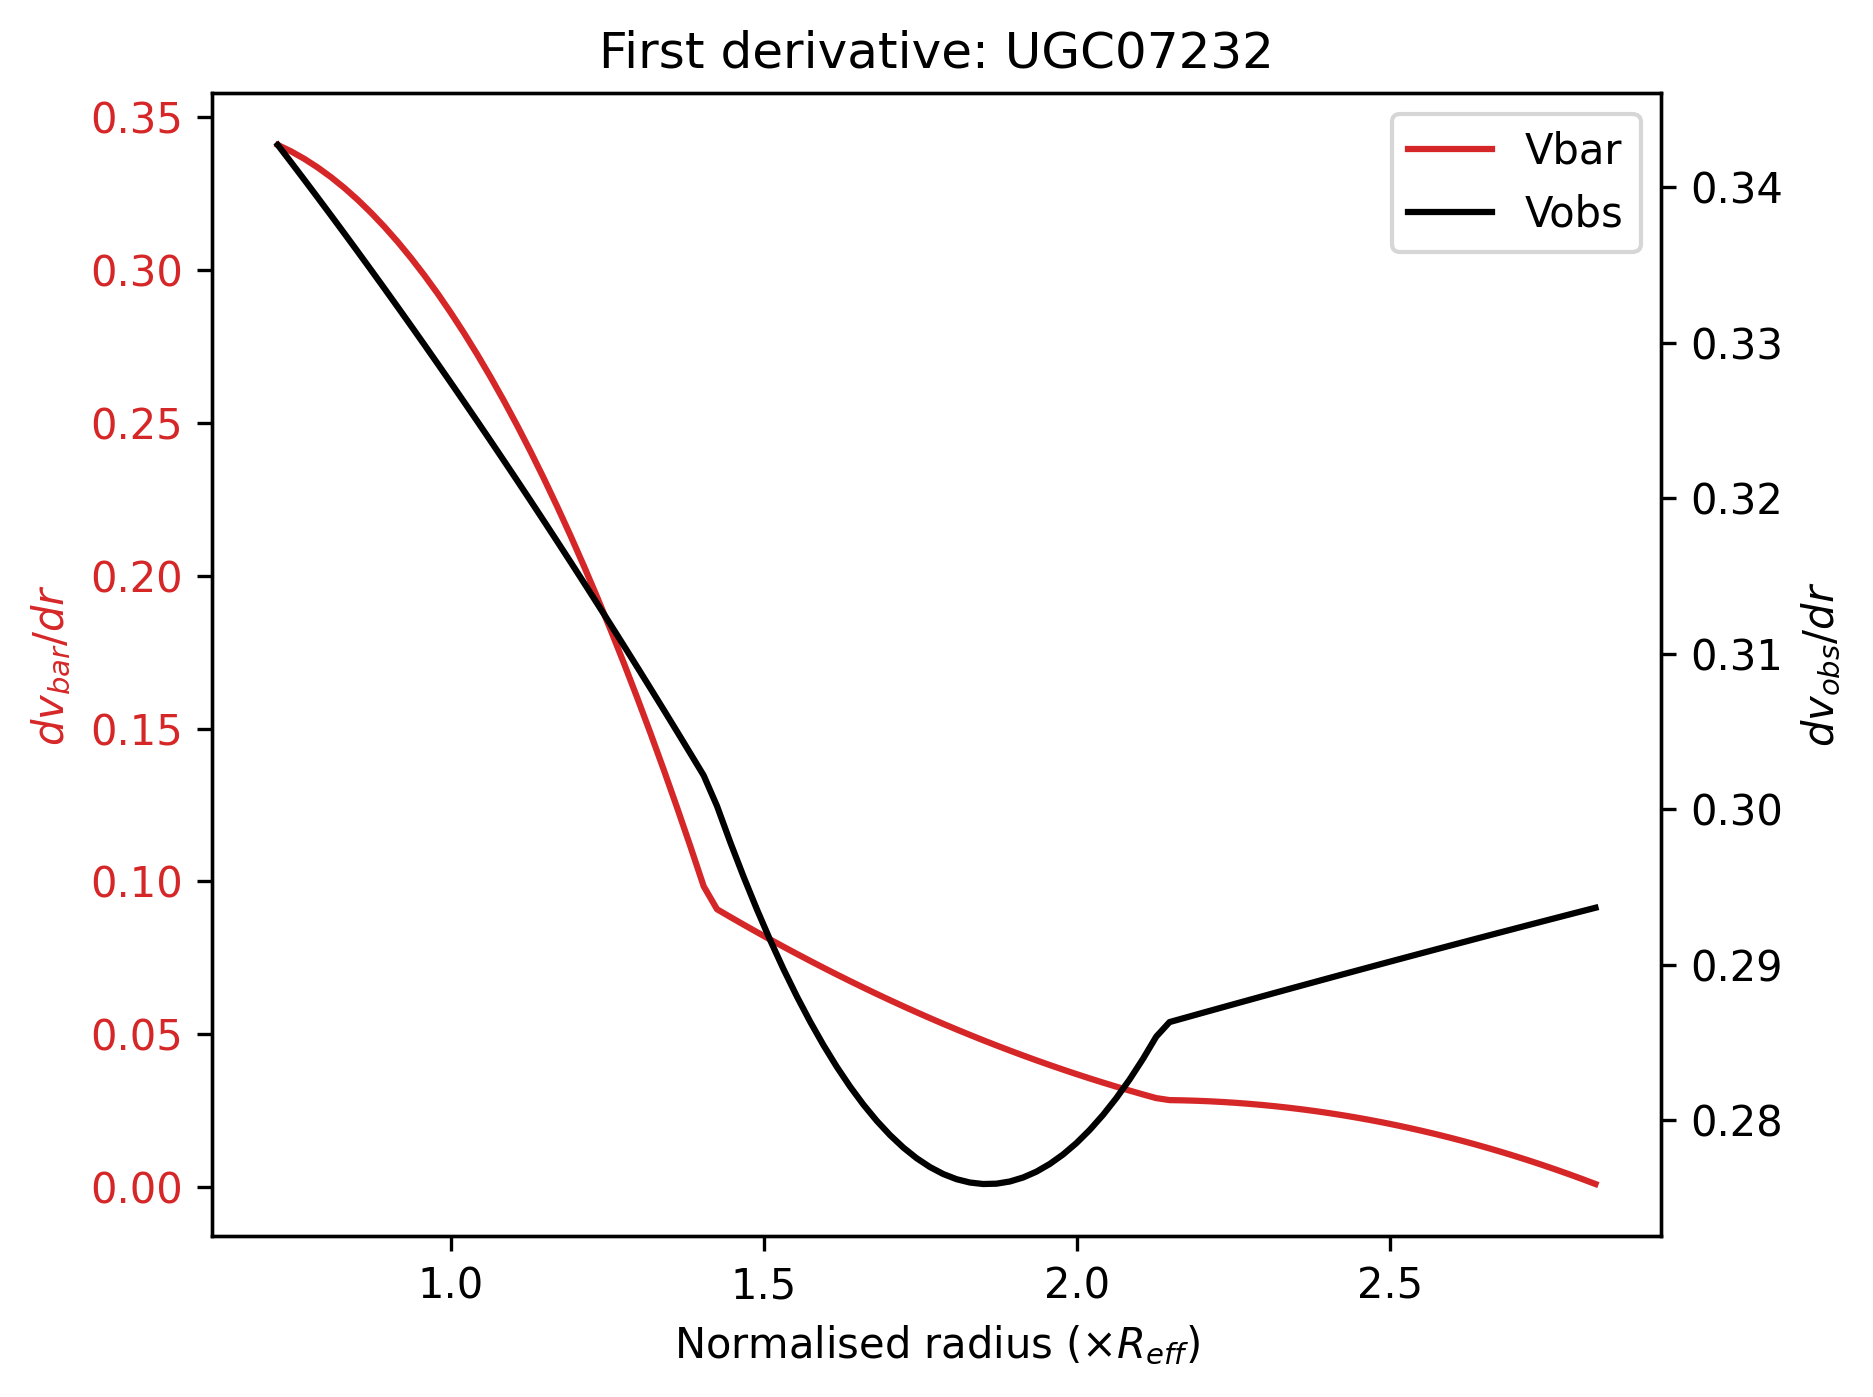 First derivative: UGC07232
0.35
0.30
0.25
0.20
0.15
0.10
0.05
0.00
dv_bar/dr
Vbar
Vobs
0.34
0.33
0.32
0.31
0.30
0.29
0.28
dv_obs/dr
1.0 1.5 2.0 2.5
Normalised radius (×R_eff)